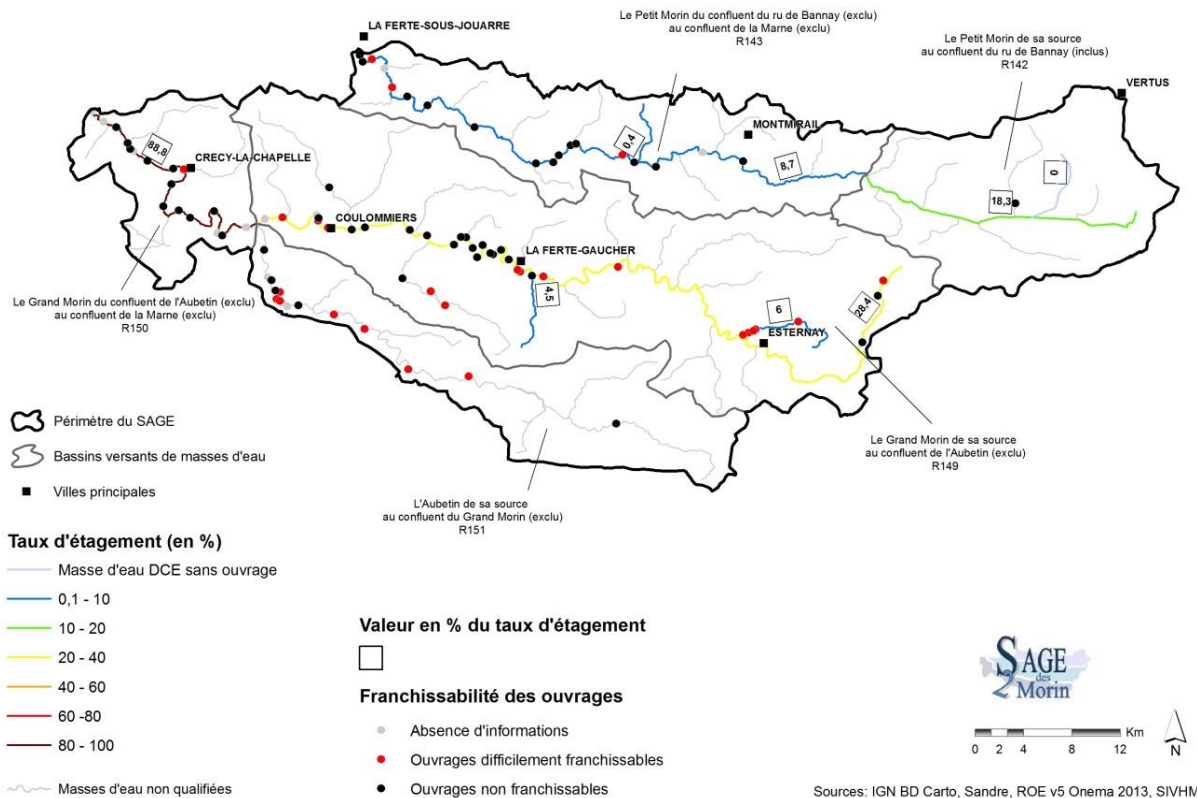 LA FERTE-SOUS-JOUARRE
Le Petit Morin du confluent du ru de Bannay (exclu)
au confluent de la Marne (exclu)
R143
Le Petit Morin de sa source
au confluent du ru de Bannay (inclus)
R142
VERTUS
MONTMIRAIL
88,8
CRECY-LA-CHAPELLE
0,4
8,7
0
18,3
COULOMMIERS
LA FERTE-GAUCHER
4,5
6
28,4
ESTERNAY
Le Grand Morin du confluent de l'Aubetin (exclu)
au confluent de la Marne (exclu)
R150
Le Grand Morin de sa source
au confluent de l'Aubetin (exclu)
R149
L'Aubetin de sa source
au confluent du Grand Morin (exclu)
R151
Périmètre du SAGE
Bassins versants de masses d'eau
Villes principales
Taux d'étagement (en %)
Masse d'eau DCE sans ouvrage
0,1 - 10
10 - 20
20 - 40
40 - 60
60 -80
80 - 100
Masses d'eau non qualifiées
Valeur en % du taux d'étagement
Franchissabilité des ouvrages
Absence d'informations
Ouvrages difficilement franchissables
Ouvrages non franchissables
SAGE
des
2 Morin
Km
0 2 4 8 12
N
Sources: IGN BD Carto, Sandre, ROE v5 Onema 2013, SIVHM